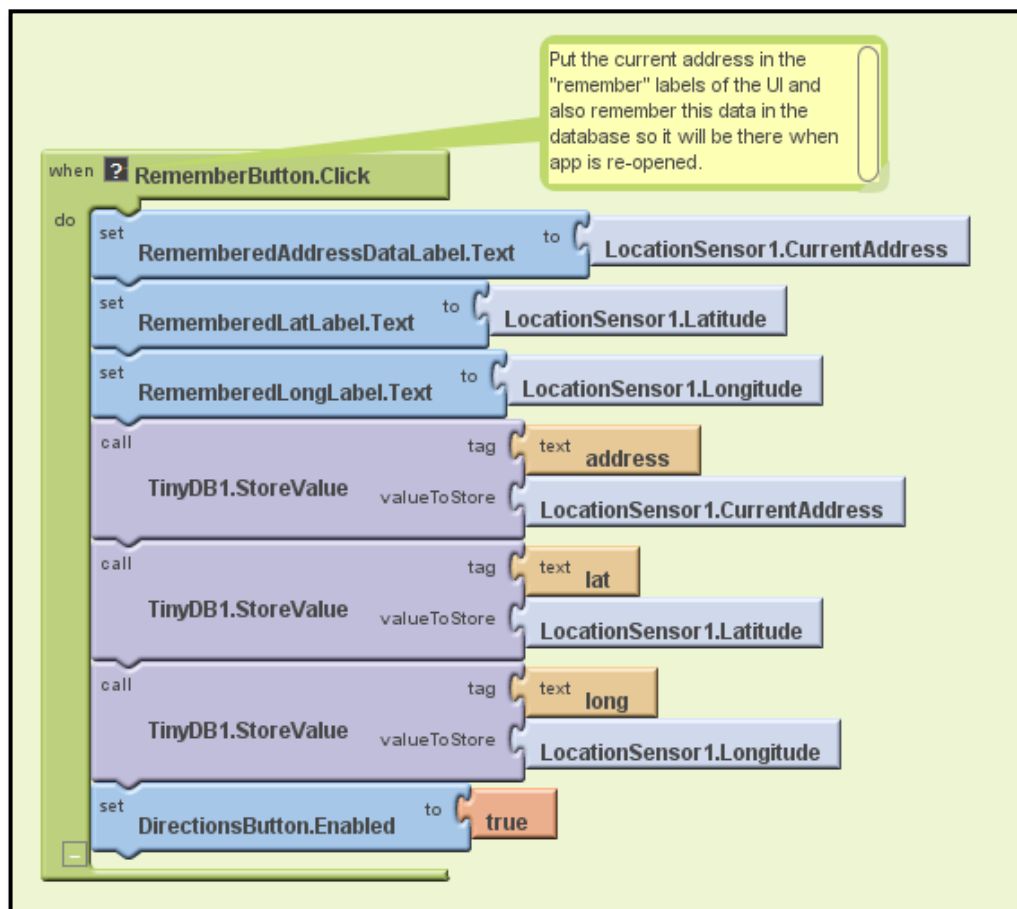 Put the current address in the
"remember" labels of the UI and
also remember this data in the
database so it will be there when
app is re-opened.
when ? RememberButton.Click
do
set RememberedAddressDataLabel.Text to LocationSensor1.CurrentAddress
set RememberedLatLabel.Text to LocationSensor1.Latitude
set RememberedLongLabel.Text to LocationSensor1.Longitude
call TinyDB1.StoreValue tag text address
valueToStore LocationSensor1.CurrentAddress
call TinyDB1.StoreValue tag text lat
valueToStore LocationSensor1.Latitude
call TinyDB1.StoreValue tag text long
valueToStore LocationSensor1.Longitude
set DirectionsButton.Enabled to true